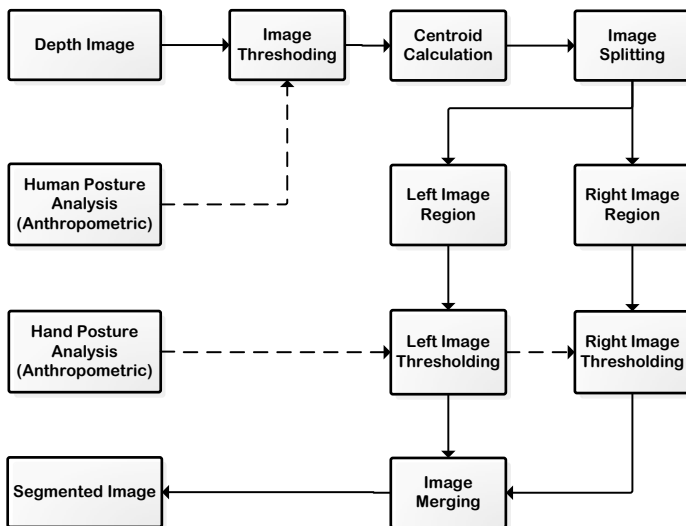 Depth Image
Image
Threshoding
Centroid
Calculation
Image
Splitting
Human Posture
Analysis
(Anthropometric)
Left Image
Region
Right Image
Region
Hand Posture
Analysis
(Anthropometric)
Left Image
Thresholding
Right Image
Thresholding
Segmented Image
Image
Merging